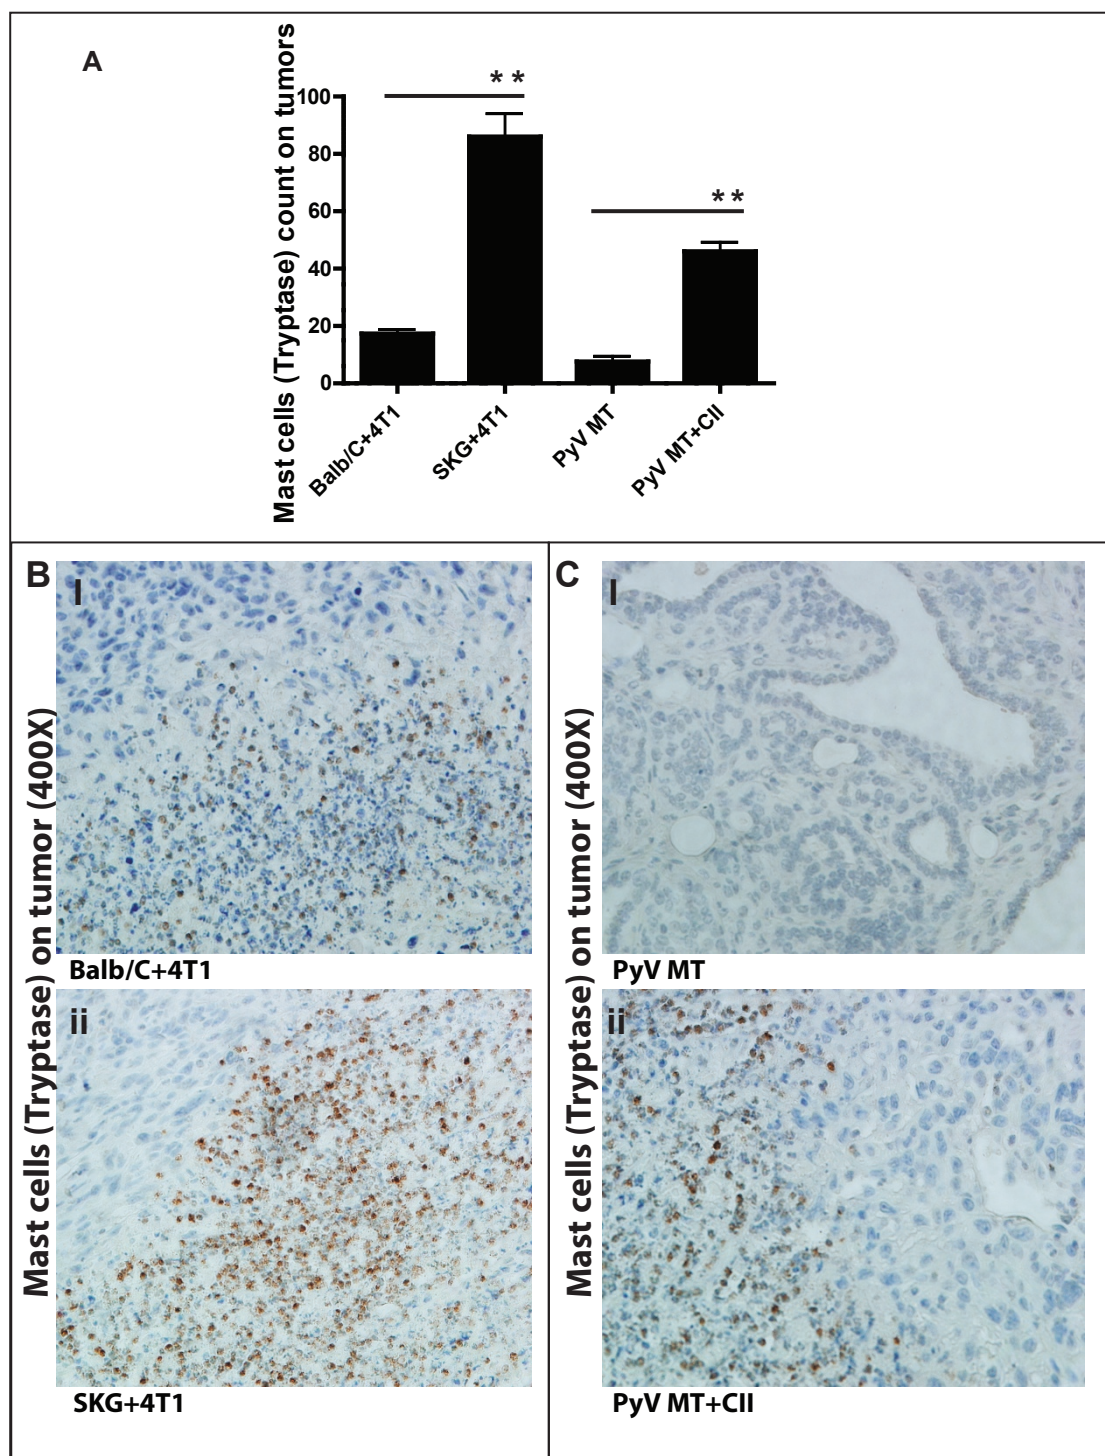 A
Mast cells (Tryptase) count on tumors
100
80
60
40
20
0
* *
* *
Balb/C+4T1
SKG+4T1
PyV MT
PyV MT+CII
B
Mast cells (Tryptase) on tumor (400X)
I
Balb/C+4T1
ii
SKG+4T1
C
Mast cells (Tryptase) on tumor (400X)
I
PyV MT
ii
PyV MT+CII